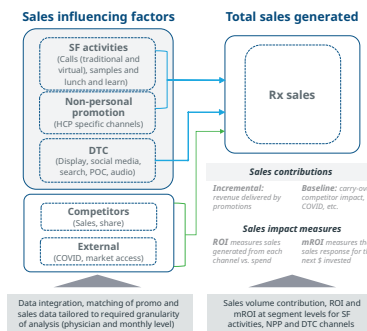 Sales influencing factors
SF activities
(Calls (traditional and
virtual), samples and
lunch and learn)
Non-personal
promotion
(HCP specific channels)
DTC
(Display, social media,
search, POC, audio)
Competitors
(Sales, share)
External
(COVID, market access)
Data integration, matching of promo and
sales data tailored to required granularity
of analysis (physician and monthly level)
Total sales generated
Rx sales
Sales contributions
Incremental:
revenue delivered by
promotions
Baseline: carry-over
competitor impact,
COVID, etc.
Sales impact measures
ROI measures sales
generated from each
channel vs. spend
mROI measures the
sales response for the
next $ invested
Sales volume contribution, ROI and
mROI at segment levels for SF
activities, NPP and DTC channels